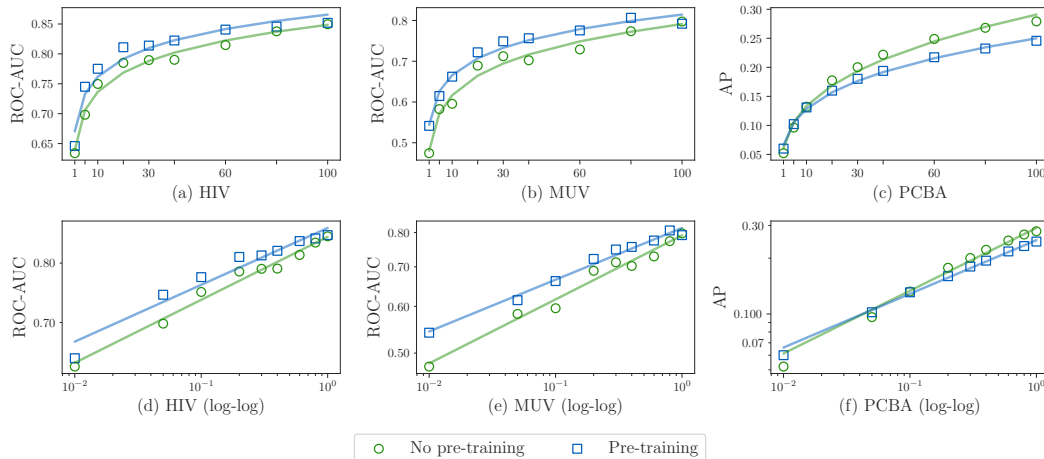 ROC-AUC
0.85
0.80
0.75
0.70
0.65
1 10 30 60 100
(a) HIV
ROC-AUC
0.8
0.7
0.6
0.5
1 10 30 60 100
(b) MUV
AP
0.30
0.25
0.20
0.15
0.10
0.05
1 10 30 60 100
(c) PCBA
ROC-AUC
0.80
0.70
10⁻² 10⁻¹ 10⁰
(d) HIV (log-log)
ROC-AUC
0.80
0.70
0.60
0.50
10⁻² 10⁻¹ 10⁰
(e) MUV (log-log)
AP
0.30
0.100
0.07
10⁻² 10⁻¹ 10⁰
(f) PCBA (log-log)
No pre-training Pre-training